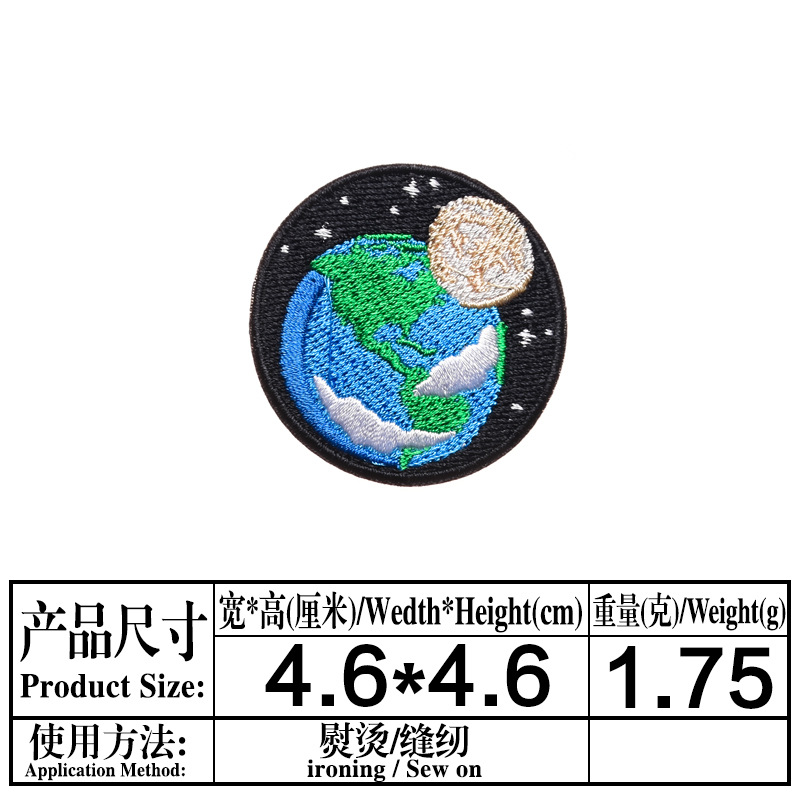 产品尺寸
Product Size:
宽*高(厘米)/Wedth*Height(cm)
重量(克)/Weight(g)
4.6*4.6
1.75
使用方法:
Application Method:
熨烫/缝纫
ironing / Sew on